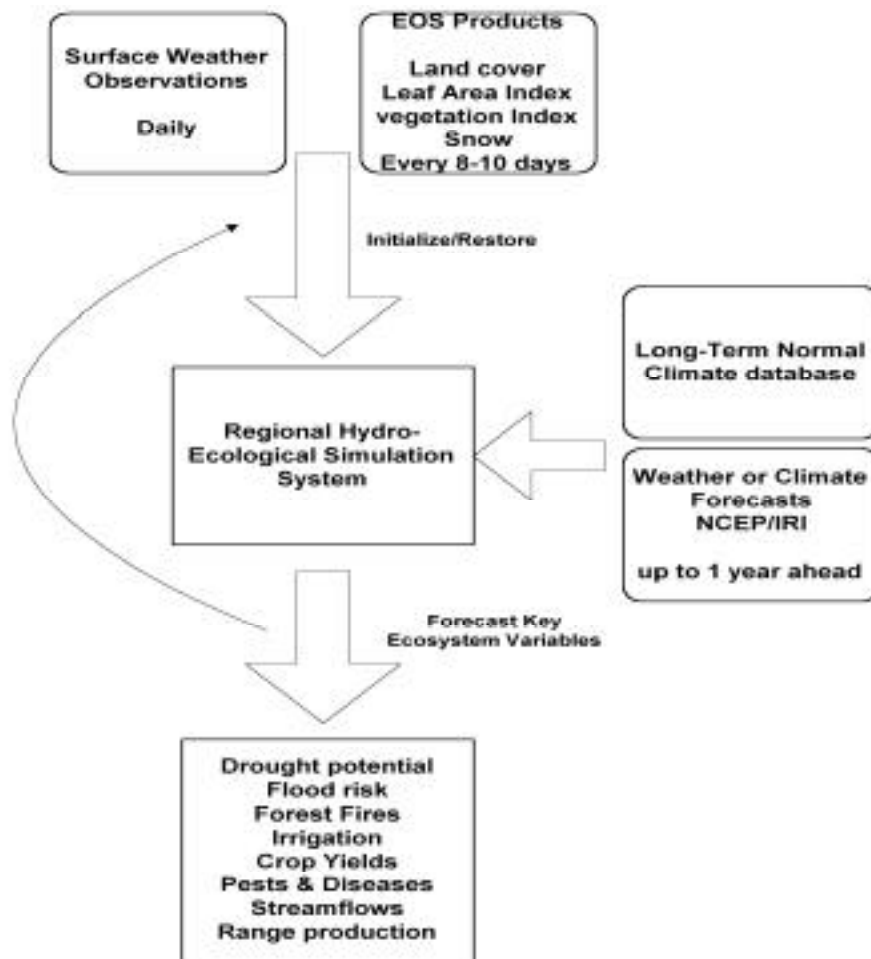 Surface Weather
Observations
Daily
EOS Products
Land cover
Leaf Area Index
vegetation Index
Snow
Every 8-10 days
Initialize/Restore
Long-Term Normal
Climate database
Regional Hydro-
Ecological Simulation
System
Weather or Climate
Forecasts
NCEP/IRI
up to 1 year ahead
Forecast Key
Ecosystem Variables
Drought potential
Flood risk
Forest Fires
Irrigation
Crop Yields
Pests & Diseases
Streamflows
Range production